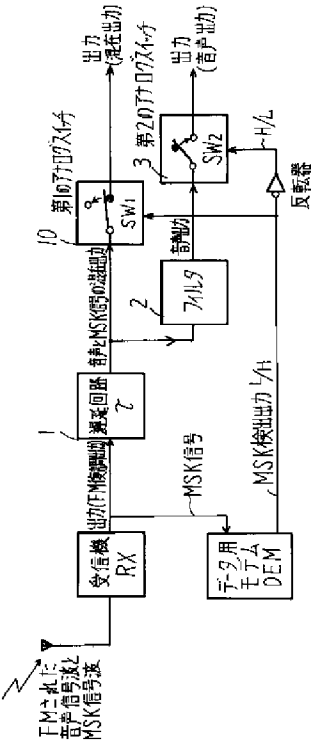 FMされた
音声信号波と
MSK信号波
受信機
RX
出力(FM復調出力)
1
遅延回路
τ
音声とMSK信号の混在出力
10
第1のアナログスイッチ
SW1
出力
(混在出力)
2
フィルタ
音声出力
3
第2のアナログスイッチ
SW2
出力
(音声出力)
MSK信号
データ用
モデム
DEM
MSK検出出力 L/H
反転器
H/L